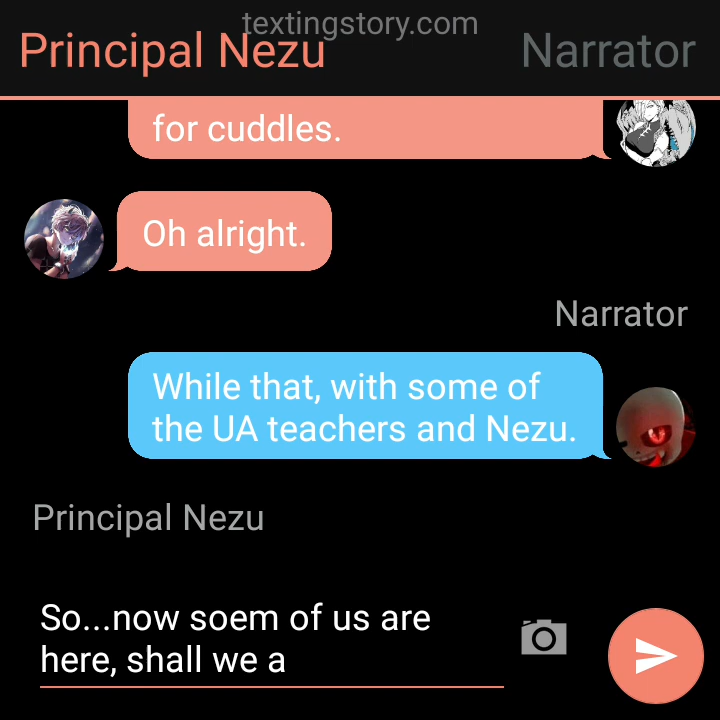 textingstory.com
Principal Nezu
Narrator
for cuddles.
Oh alright.
Narrator
While that, with some of
the UA teachers and Nezu.
Principal Nezu
So...now soem of us are
here, shall we a